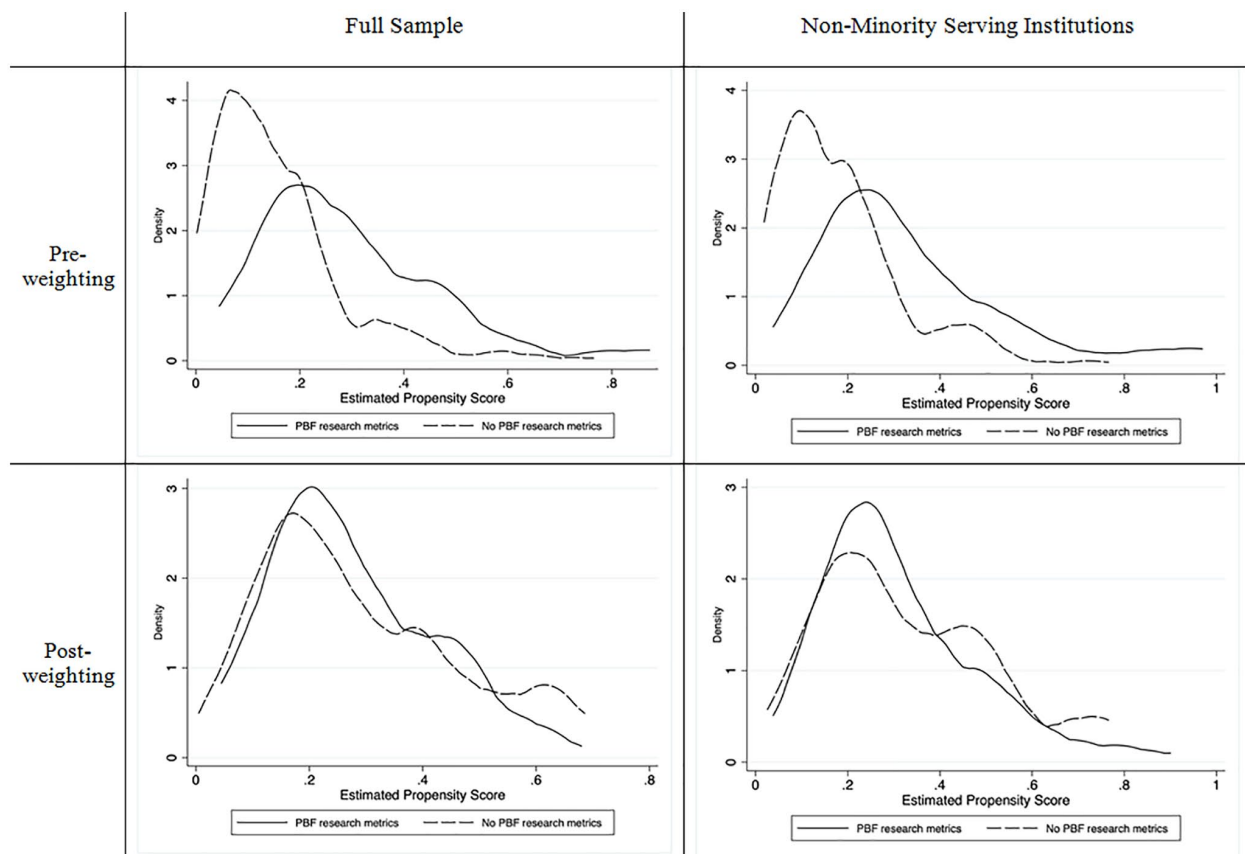 Full Sample
Non-Minority Serving Institutions
Pre-
weighting
4
3
2
1
0
Density
0 .2 .4 .6 .8
Estimated Propensity Score
PBF research metrics No PBF research metrics
4
3
2
1
0
Density
0 .2 .4 .6 .8 1
Estimated Propensity Score
PBF research metrics No PBF research metrics
Post-
weighting
3
2
1
0
Density
0 .2 .4 .6 .8
Estimated Propensity Score
PBF research metrics No PBF research metrics
3
2
1
0
Density
0 .2 .4 .6 .8 1
Estimated Propensity Score
PBF research metrics No PBF research metrics